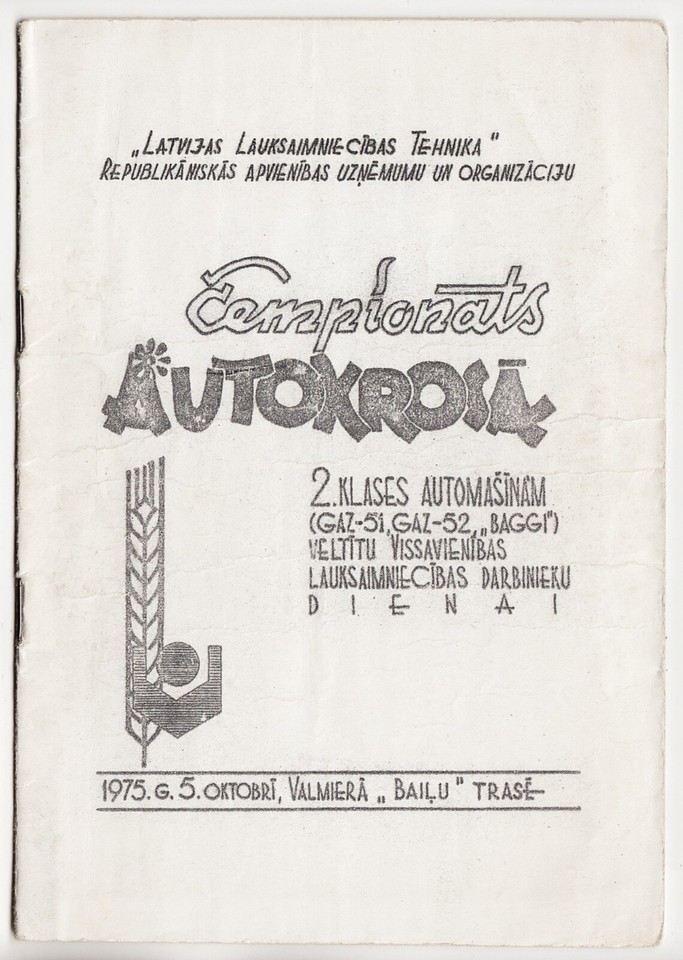 „Latvijas Lauksaimniecības Tehnika"
Republikāniskās apvienības uzņēmumu un organizāciju
Čempionāts
AUTOKROSĀ
2. KLASES AUTOMAŠĪNĀM
(GAZ-51, GAZ-52, „BAGGI")
VELTĪTU VISSAVIENĪBAS
LAUKSAIMNIECĪBAS DARBINIEKU
DIENAI
1975. G. 5. OKTOBRĪ, VALMIERĀ „BAIĻU" TRASĒ